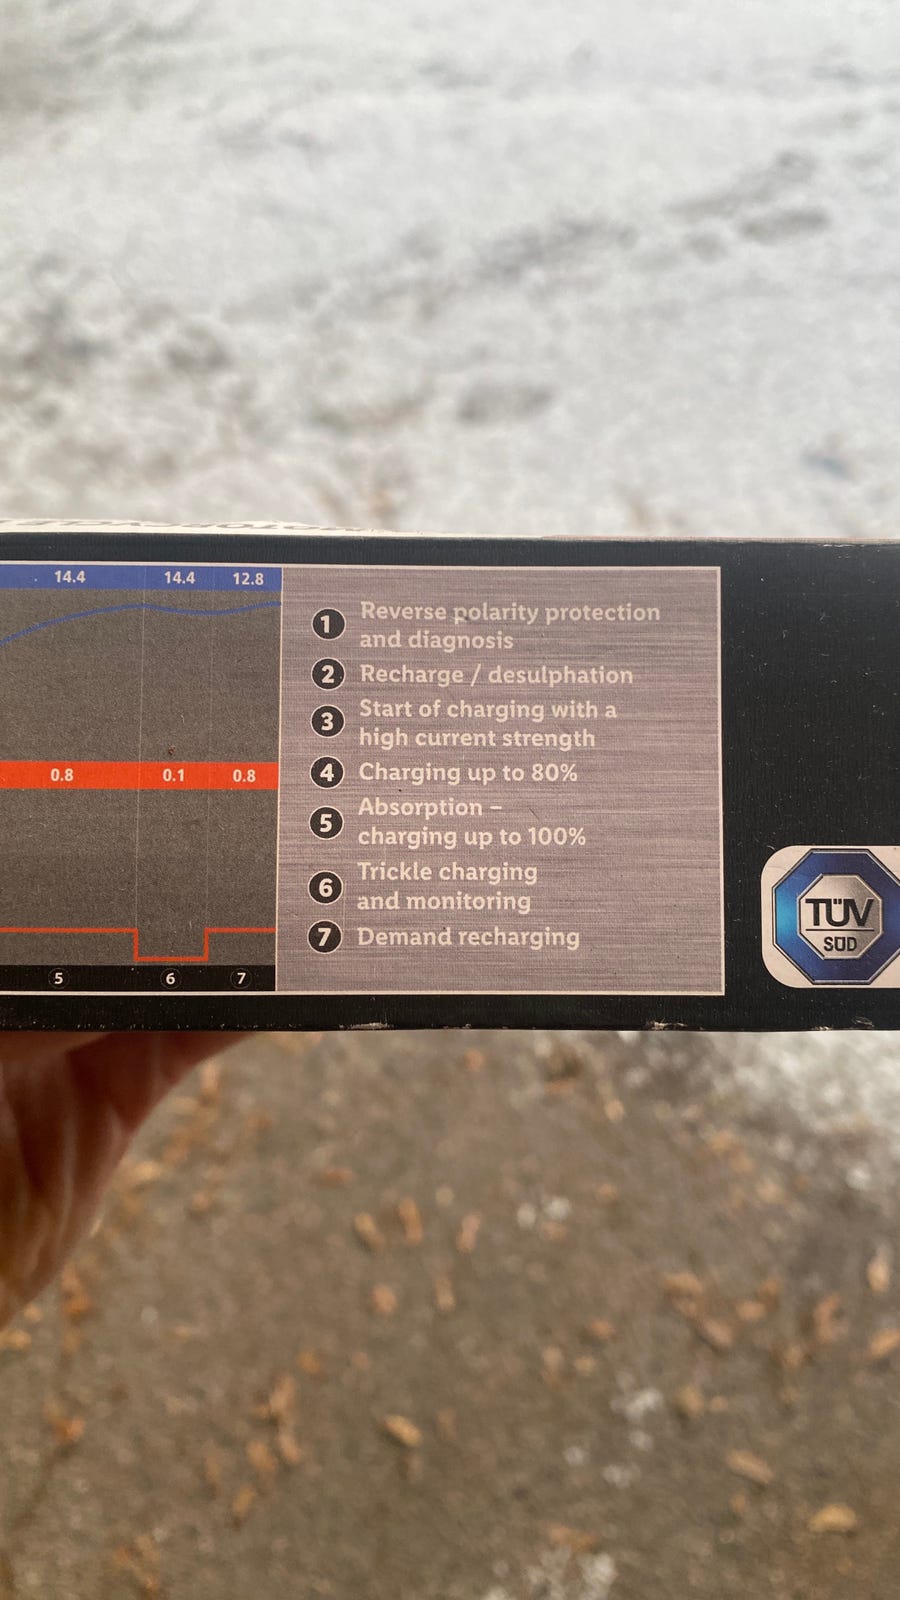 14.4 14.4 12.8
0.8 0.1 0.8
5 6 7
1 Reverse polarity protection
and diagnosis
2 Recharge / desulphation
3 Start of charging with a
high current strength
4 Charging up to 80%
5 Absorption –
charging up to 100%
6 Trickle charging
and monitoring
7 Demand recharging
TÜV
SÜD